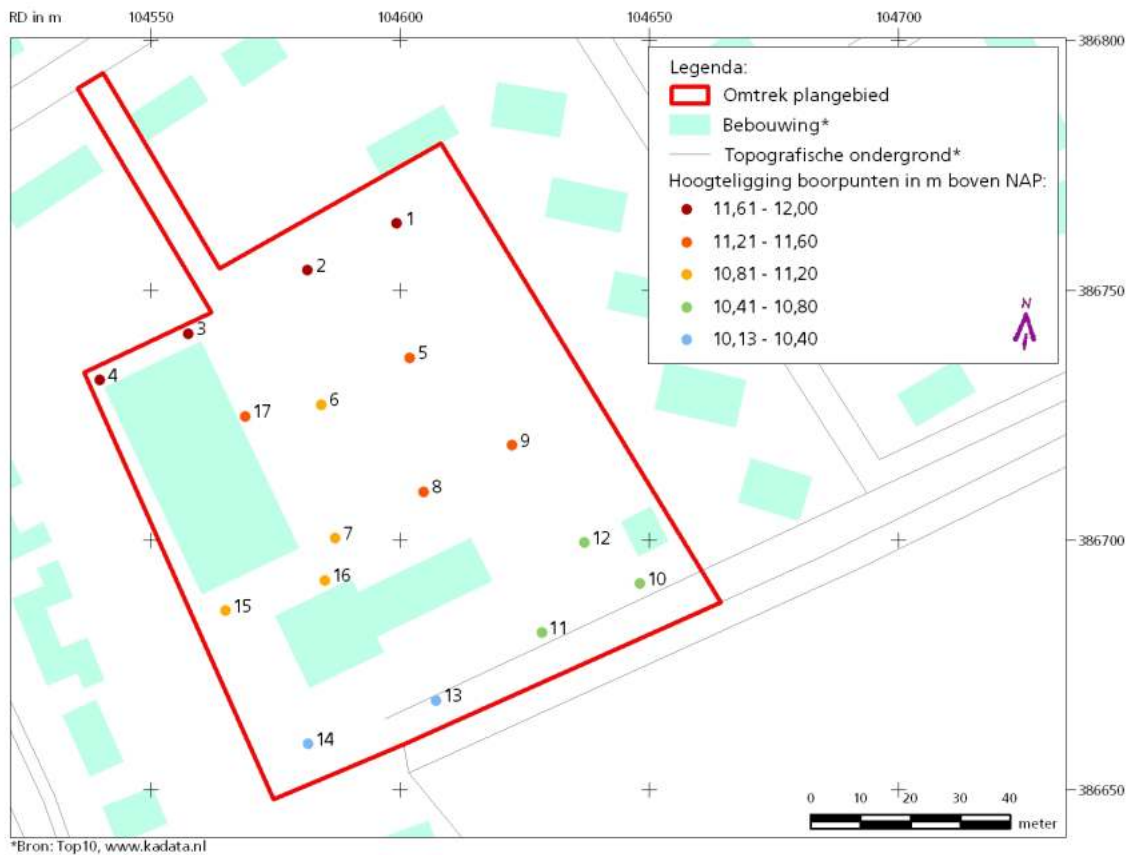 RD in m 104550 104600 104650 104700
386800
Legenda:
Omtrek plangebied
Bebouwing*
Topografische ondergrond*
Hoogteligging boorpunten in m boven NAP:
11,61 - 12,00
11,21 - 11,60
10,81 - 11,20
10,41 - 10,80
10,13 - 10,40
N
1
2
386750
3
5
4
6
17
9
8
7
12
386700
16
10
15
11
13
14
386650
0 10 20 30 40
meter
*Bron: Top10, www.kadata.nl